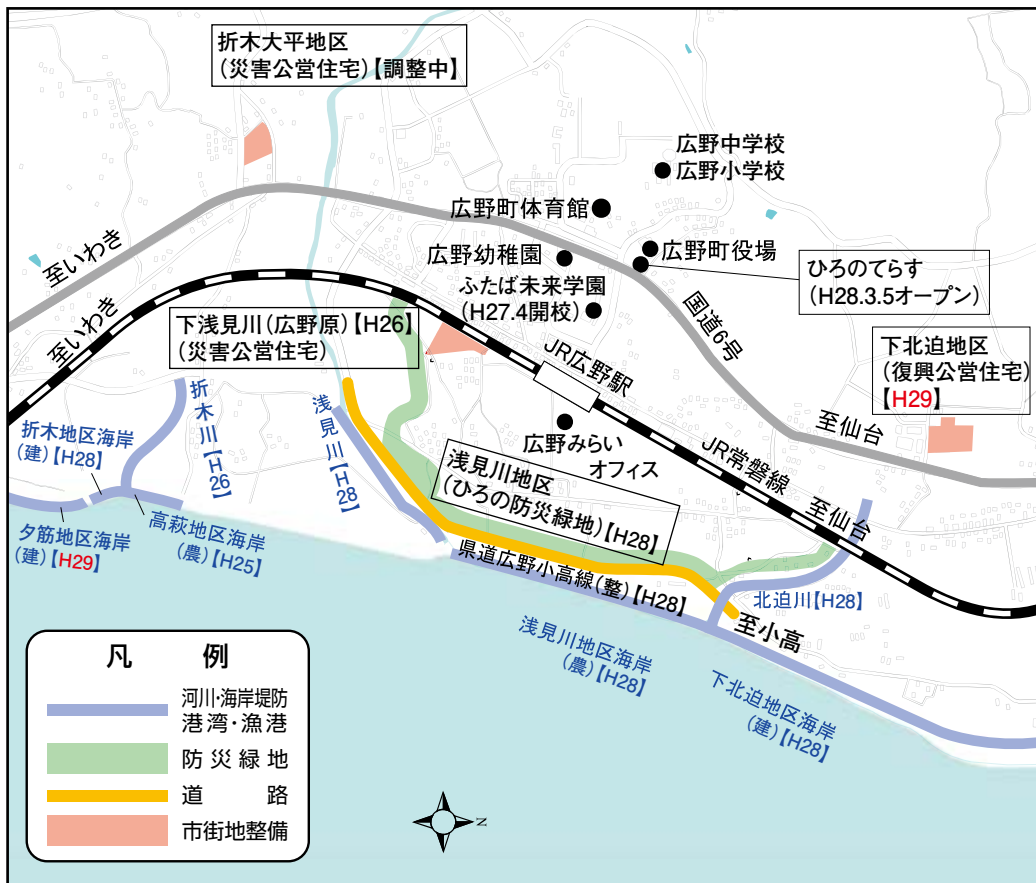 折木大平地区
(災害公営住宅)【調整中】
広野中学校
広野小学校
広野町体育館
広野幼稚園
広野町役場
ふたば未来学園
(H27.4開校)
ひろのてらす
(H28.3.5オープン)
至いわき
至いわき
国道6号
下浅見川(広野原)【H26】
(災害公営住宅)
JR広野駅
下北迫地区
(復興公営住宅)
【H29】
至仙台
折木川【H26】
浅見川【H28】
広野みらい
オフィス
JR常磐線
至仙台
折木地区海岸
(建)【H28】
浅見川地区
(ひろの防災緑地)【H28】
夕筋地区海岸
(建)【H29】
高萩地区海岸
(農)【H25】
県道広野小高線(整)【H28】
北迫川【H28】
至小高
浅見川地区海岸
(農)【H28】
下北迫地区海岸
(建)【H28】
凡 例
河川・海岸堤防
港湾・漁港
防災緑地
道 路
市街地整備
N